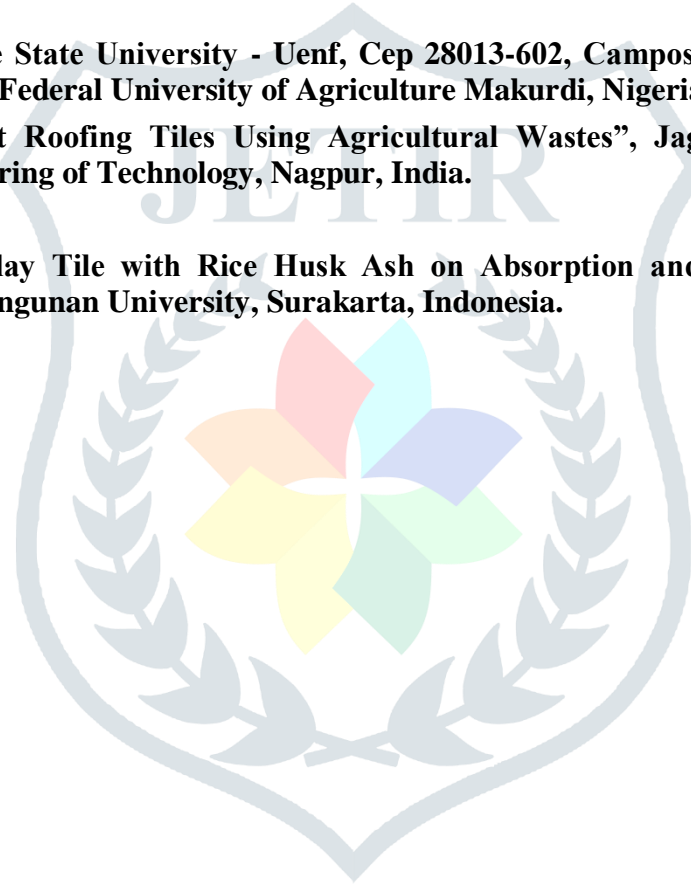 e State University - Uenf, Cep 28013-602, Campos
Federal University of Agriculture Makurdi, Nigeria
t Roofing Tiles Using Agricultural Wastes”, Jag
ring of Technology, Nagpur, India.
JETIR
lay Tile with Rice Husk Ash on Absorption and
ngunan University, Surakarta, Indonesia.